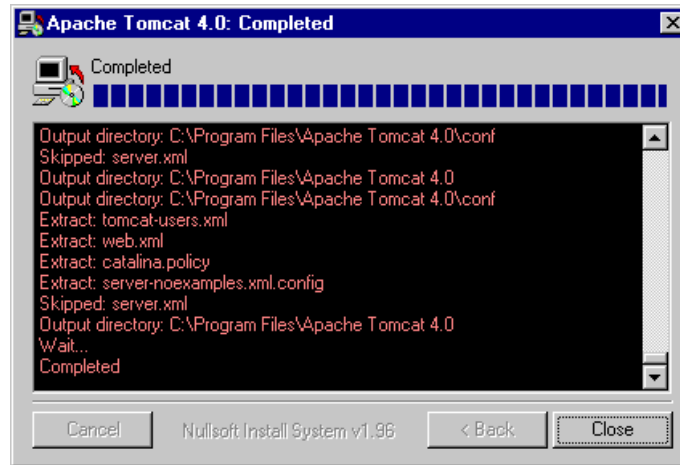 Apache Tomcat 4.0: Completed
Completed
Output directory: C:\Program Files\Apache Tomcat 4.0\conf
Skipped: server.xml
Output directory: C:\Program Files\Apache Tomcat 4.0
Output directory: C:\Program Files\Apache Tomcat 4.0\conf
Extract: tomcat-users.xml
Extract: web.xml
Extract: catalina.policy
Extract: server-noexamples.xml.config
Skipped: server.xml
Output directory: C:\Program Files\Apache Tomcat 4.0
Wait...
Completed
Cancel Nullsoft Install System v1.96 < Back Close